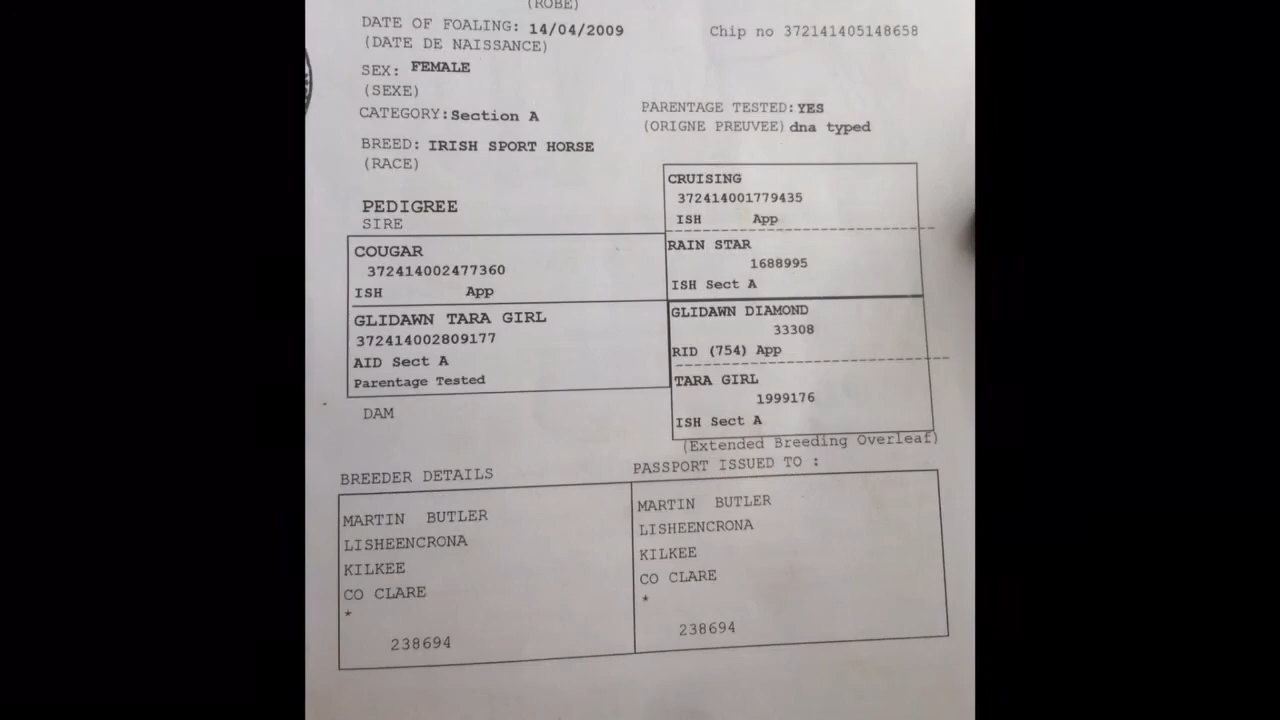 (ROBE)
DATE OF FOALING: 14/04/2009
(DATE DE NAISSANCE)
Chip no 372141405148658
SEX: FEMALE
(SEXE)
CATEGORY:Section A
PARENTAGE TESTED:YES
(ORIGNE PREUVEE) dna typed
BREED: IRISH SPORT HORSE
(RACE)
PEDIGREE
SIRE
COUGAR
372414002477360
ISH App
GLIDAWN TARA GIRL
372414002809177
AID Sect A
Parentage Tested
DAM
CRUISING
372414001779435
ISH App
RAIN STAR
1688995
ISH Sect A
GLIDAWN DIAMOND
33308
RID (754) App
TARA GIRL
1999176
ISH Sect A
(Extended Breeding Overleaf)
BREEDER DETAILS
MARTIN BUTLER
LISHEENCRONA
KILKEE
CO CLARE
*
238694
PASSPORT ISSUED TO :
MARTIN BUTLER
LISHEENCRONA
KILKEE
CO CLARE
*
238694